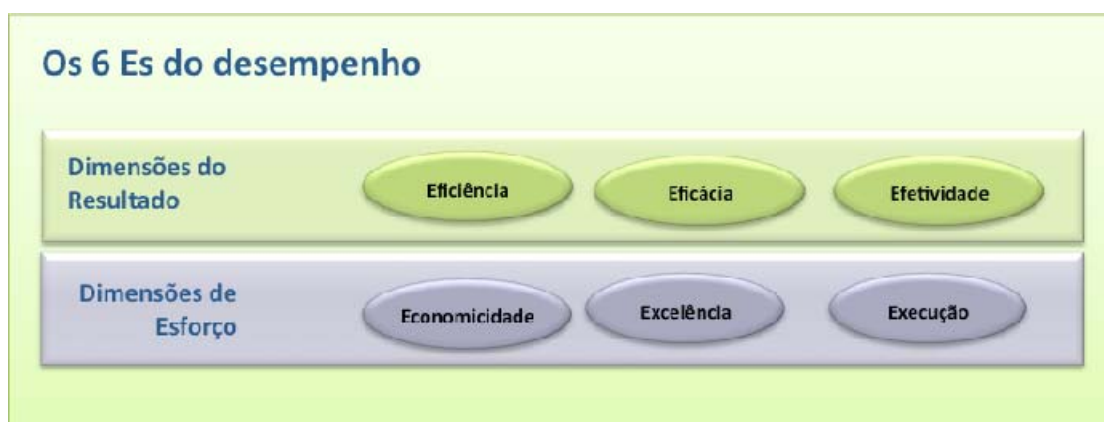 Os 6 Es do desempenho
Dimensões do
Resultado
Eficiência
Eficácia
Efetividade
Dimensões de
Esforço
Economicidade
Excelência
Execução